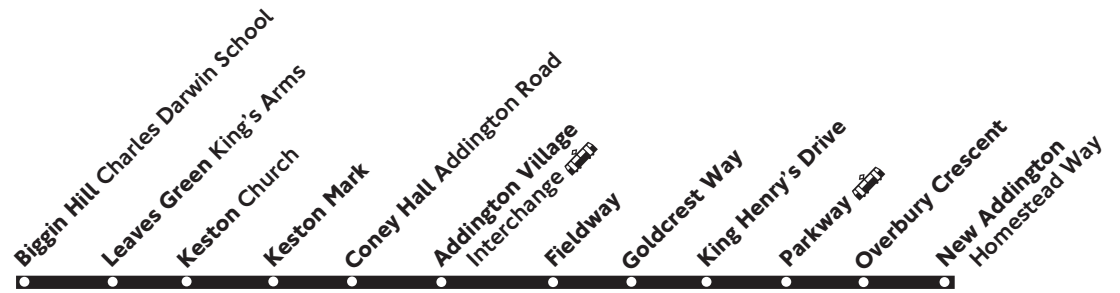 Biggin Hill Charles Darwin School
Leaves Green King's Arms
Keston Church
Keston Mark
Coney Hall Addington Road
Addington Village
Interchange
Fieldway
Goldcrest Way
King Henry's Drive
Parkway
Overbury Crescent
New Addington
Homestead Way